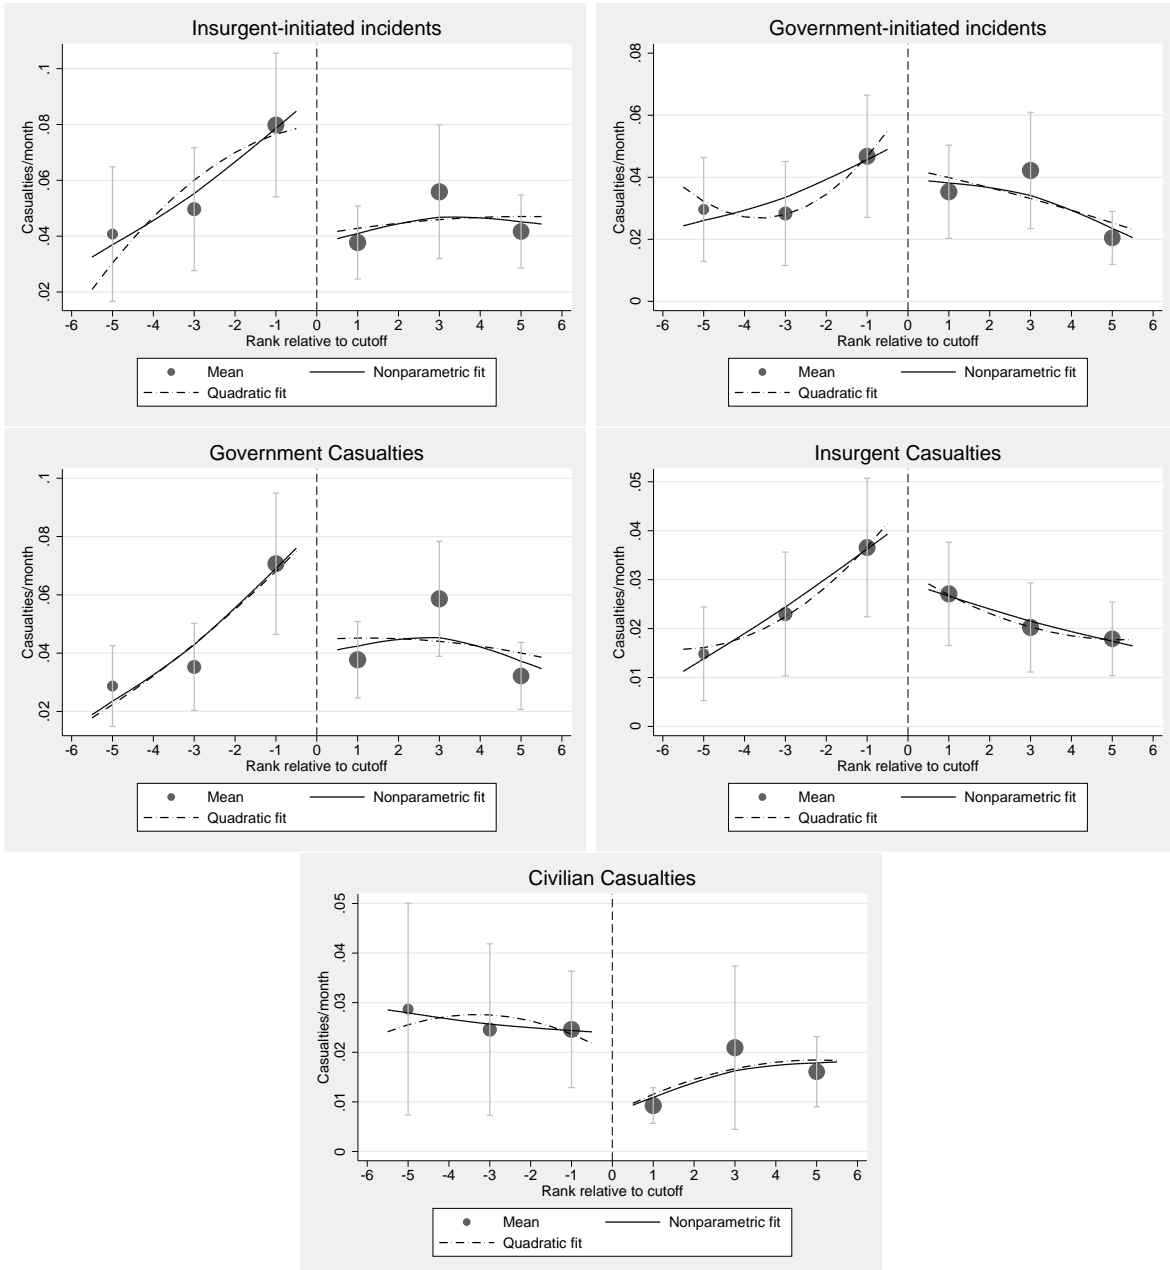 Insurgent-initiated incidents
Casualties/month
.1
.08
.06
.04
.02
-6 -5 -4 -3 -2 -1 0 1 2 3 4 5 6
Rank relative to cutoff
Mean Nonparametric fit
Quadratic fit
Government-initiated incidents
Casualties/month
.08
.06
.04
.02
0
-6 -5 -4 -3 -2 -1 0 1 2 3 4 5 6
Rank relative to cutoff
Mean Nonparametric fit
Quadratic fit
Government Casualties
Casualties/month
.1
.08
.06
.04
.02
-6 -5 -4 -3 -2 -1 0 1 2 3 4 5 6
Rank relative to cutoff
Mean Nonparametric fit
Quadratic fit
Insurgent Casualties
Casualties/month
.05
.04
.03
.02
.01
0
-6 -5 -4 -3 -2 -1 0 1 2 3 4 5 6
Rank relative to cutoff
Mean Nonparametric fit
Quadratic fit
Civilian Casualties
Casualties/month
.05
.04
.03
.02
.01
0
-6 -5 -4 -3 -2 -1 0 1 2 3 4 5 6
Rank relative to cutoff
Mean Nonparametric fit
Quadratic fit